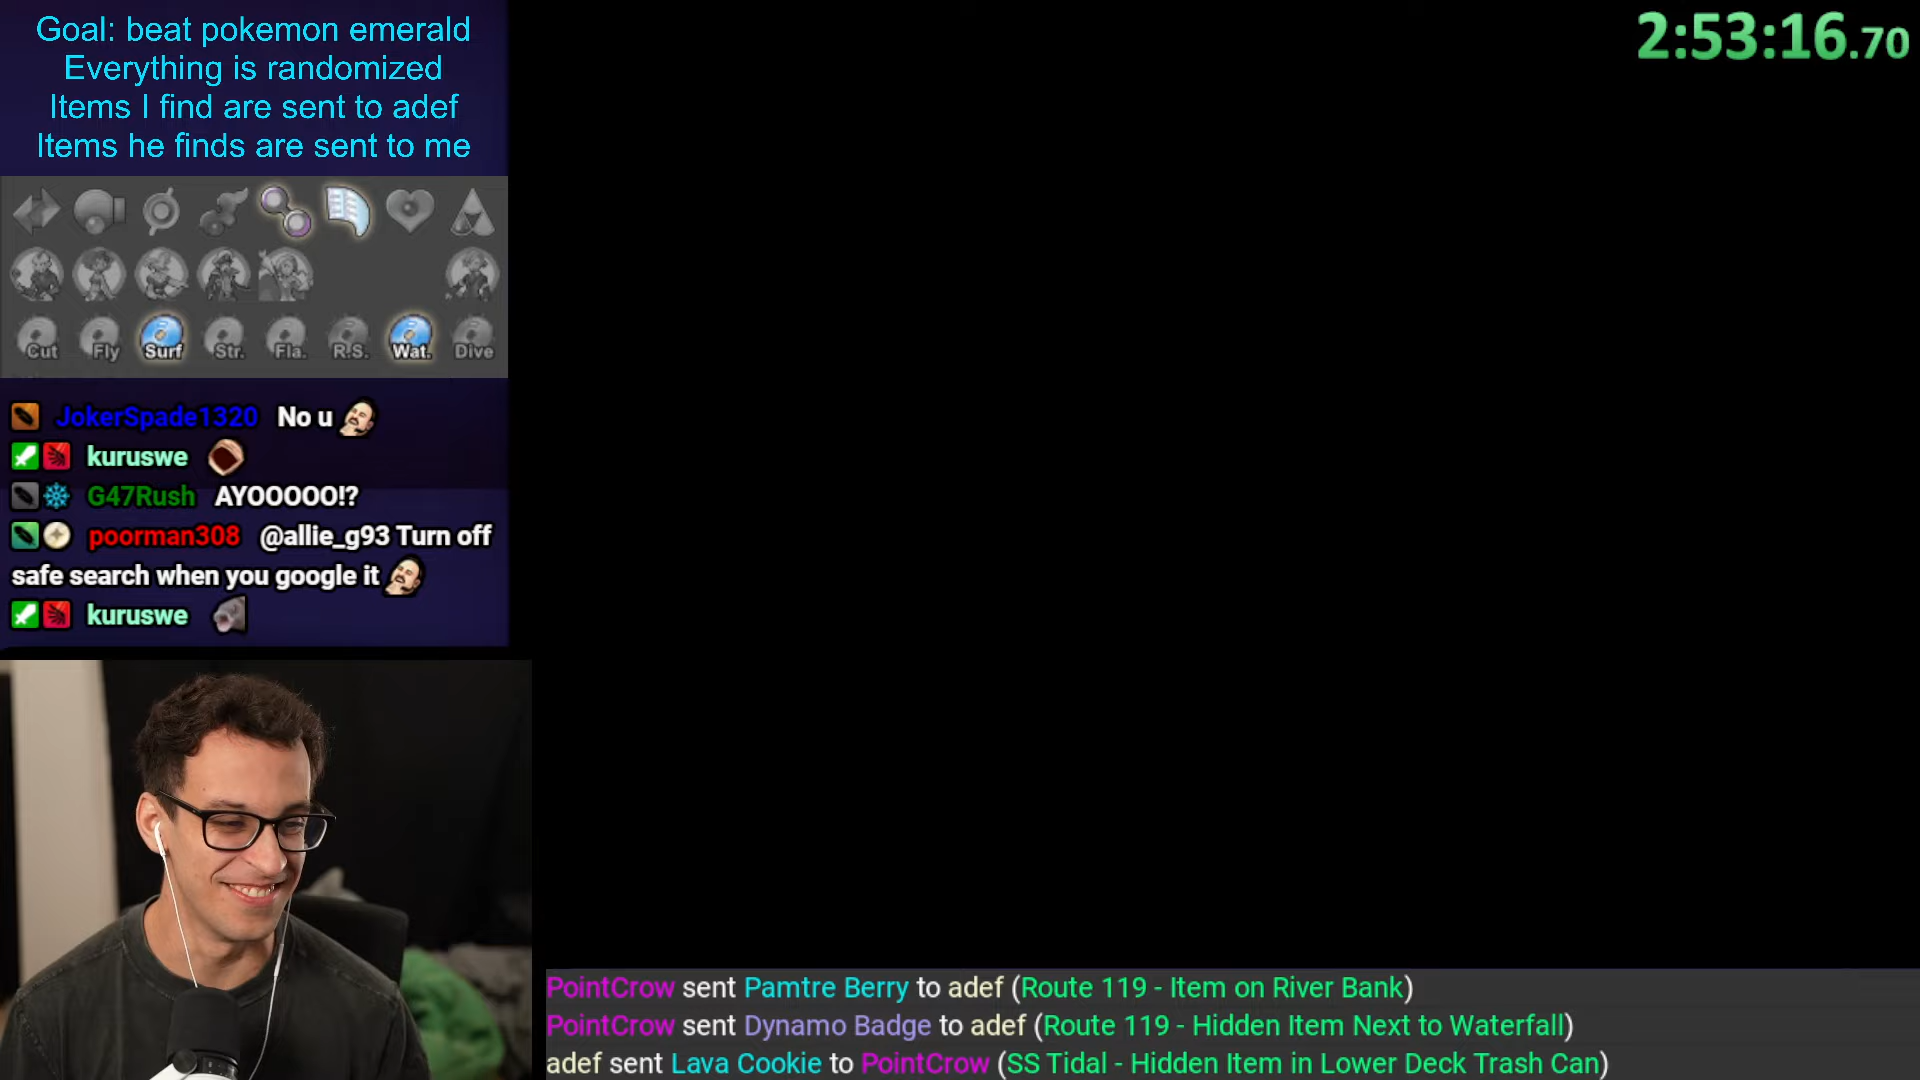 Goal: beat pokemon emerald
Everything is randomized
Items I find are sent to adef
Items he finds are sent to me
2:53:16.70
Cut Fly Surf Str. Fla. R.S. Wat. Dive
JokerSpade1320 No u
kuruswe
G47Rush AYOOOOO!?
poorman308 @allie_g93 Turn off
safe search when you google it
kuruswe
PointCrow sent Pamtre Berry to adef (Route 119 - Item on River Bank)
PointCrow sent Dynamo Badge to adef (Route 119 - Hidden Item Next to Waterfall)
adef sent Lava Cookie to PointCrow (SS Tidal - Hidden Item in Lower Deck Trash Can)